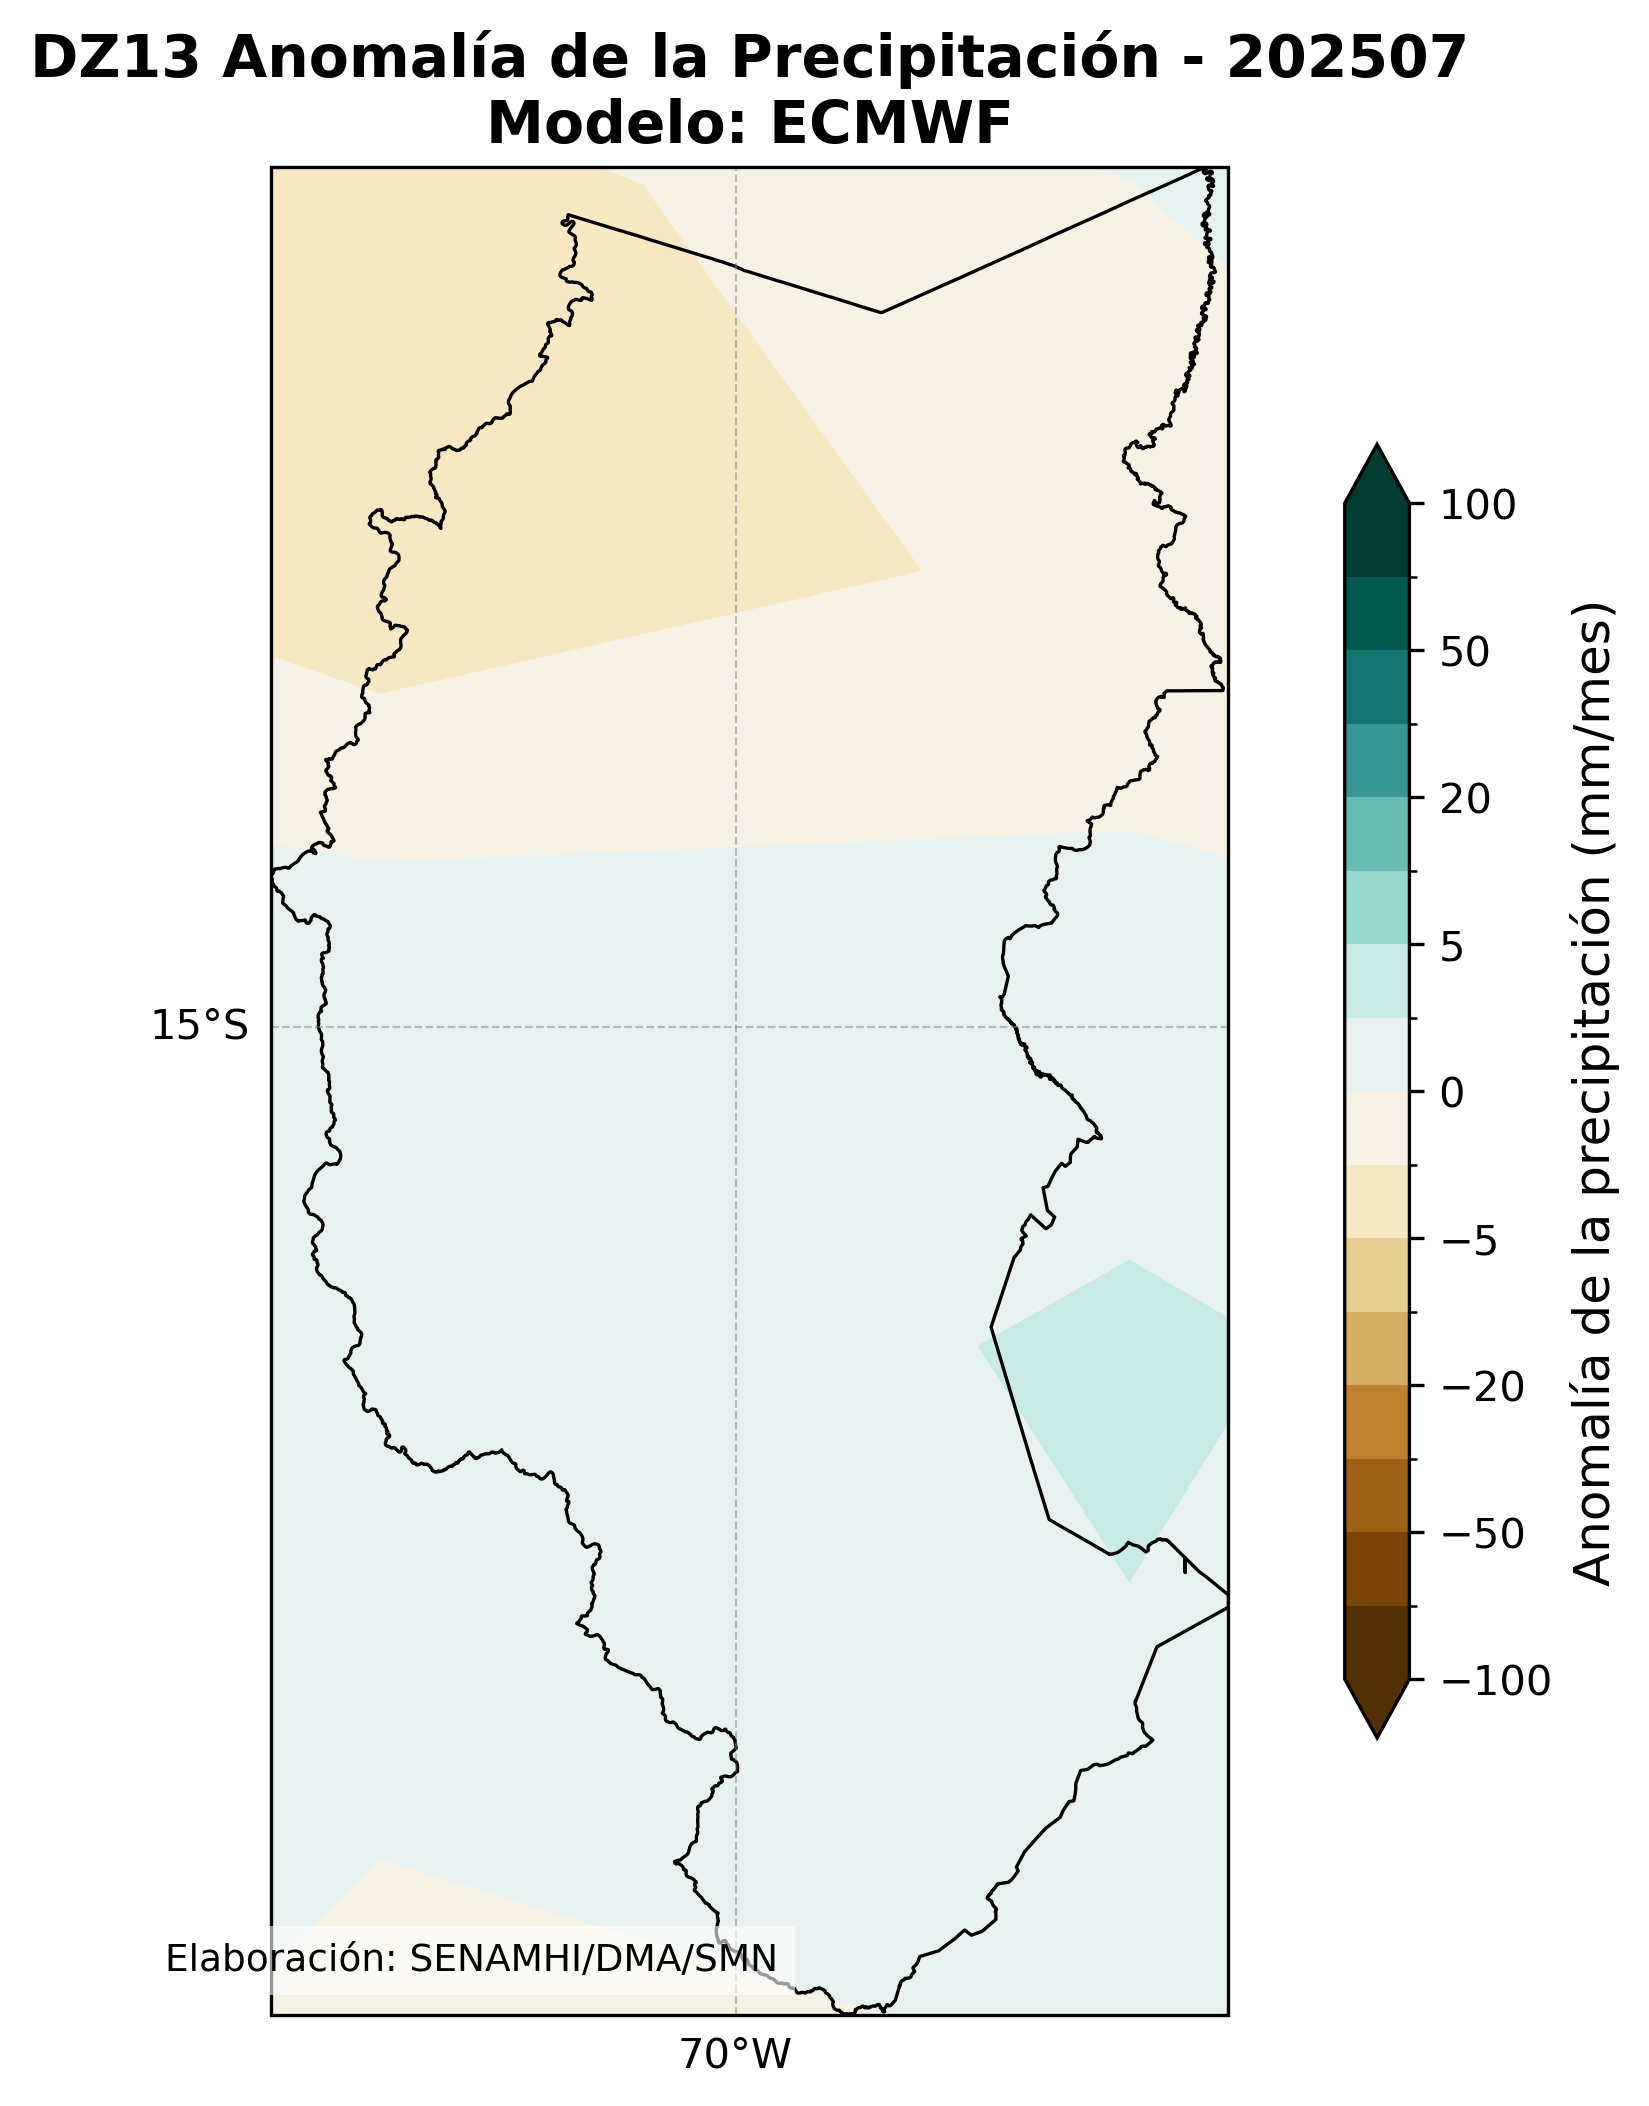 DZ13 Anomalía de la Precipitación - 202507
Modelo: ECMWF
100
50
20
5
0
−5
−20
−50
−100
Anomalía de la precipitación (mm/mes)
15°S
Elaboración: SENAMHI/DMA/SMN
70°W